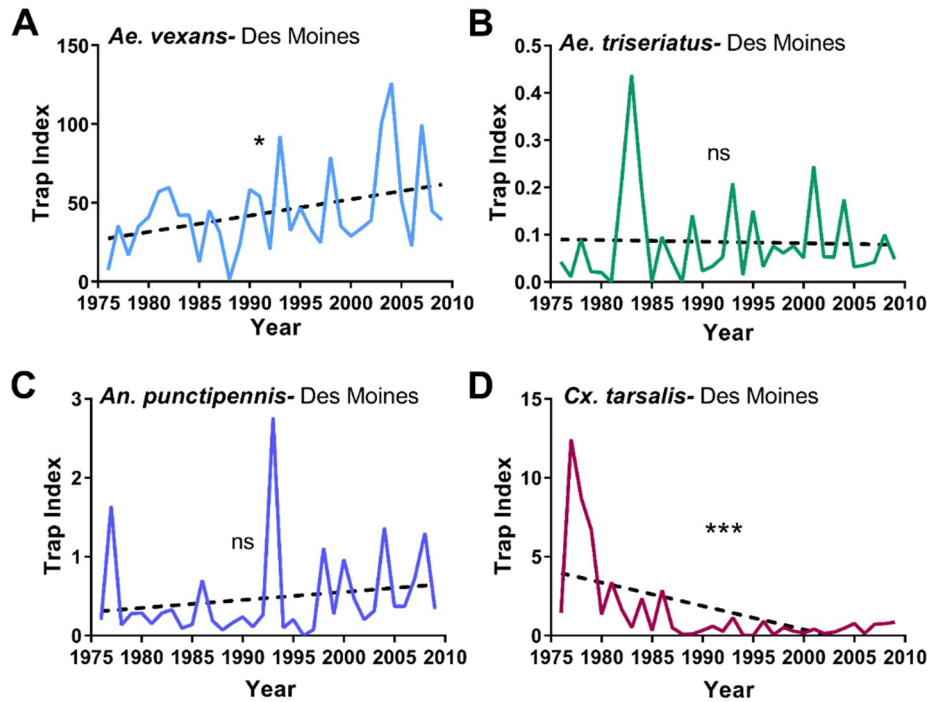 A
Ae. vexans- Des Moines
150
100
50
0
Trap Index
*
1975 1980 1985 1990 1995 2000 2005 2010
Year
B
Ae. triseriatus- Des Moines
0.5
0.4
0.3
0.2
0.1
0.0
Trap Index
ns
1975 1980 1985 1990 1995 2000 2005 2010
Year
C
An. punctipennis- Des Moines
3
2
1
0
Trap Index
ns
1975 1980 1985 1990 1995 2000 2005 2010
Year
D
Cx. tarsalis- Des Moines
15
10
5
0
Trap Index
***
1975 1980 1985 1990 1995 2000 2005 2010
Year